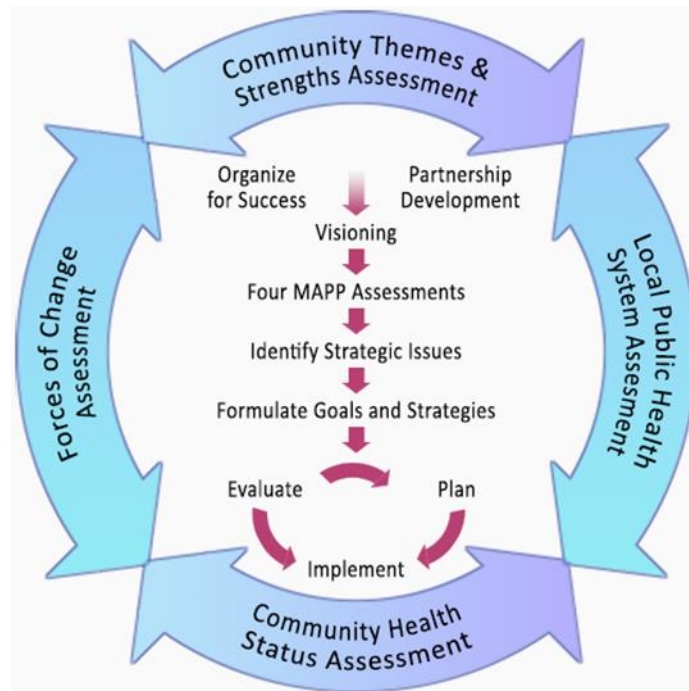 Community Themes &
Strengths Assessment
Organize
for Success
Partnership
Development
Visioning
Four MAPP Assessments
Identify Strategic Issues
Formulate Goals and Strategies
Evaluate
Plan
Implement
Forces of Change
Assessment
Local Public Health
System Assessment
Community Health
Status Assessment